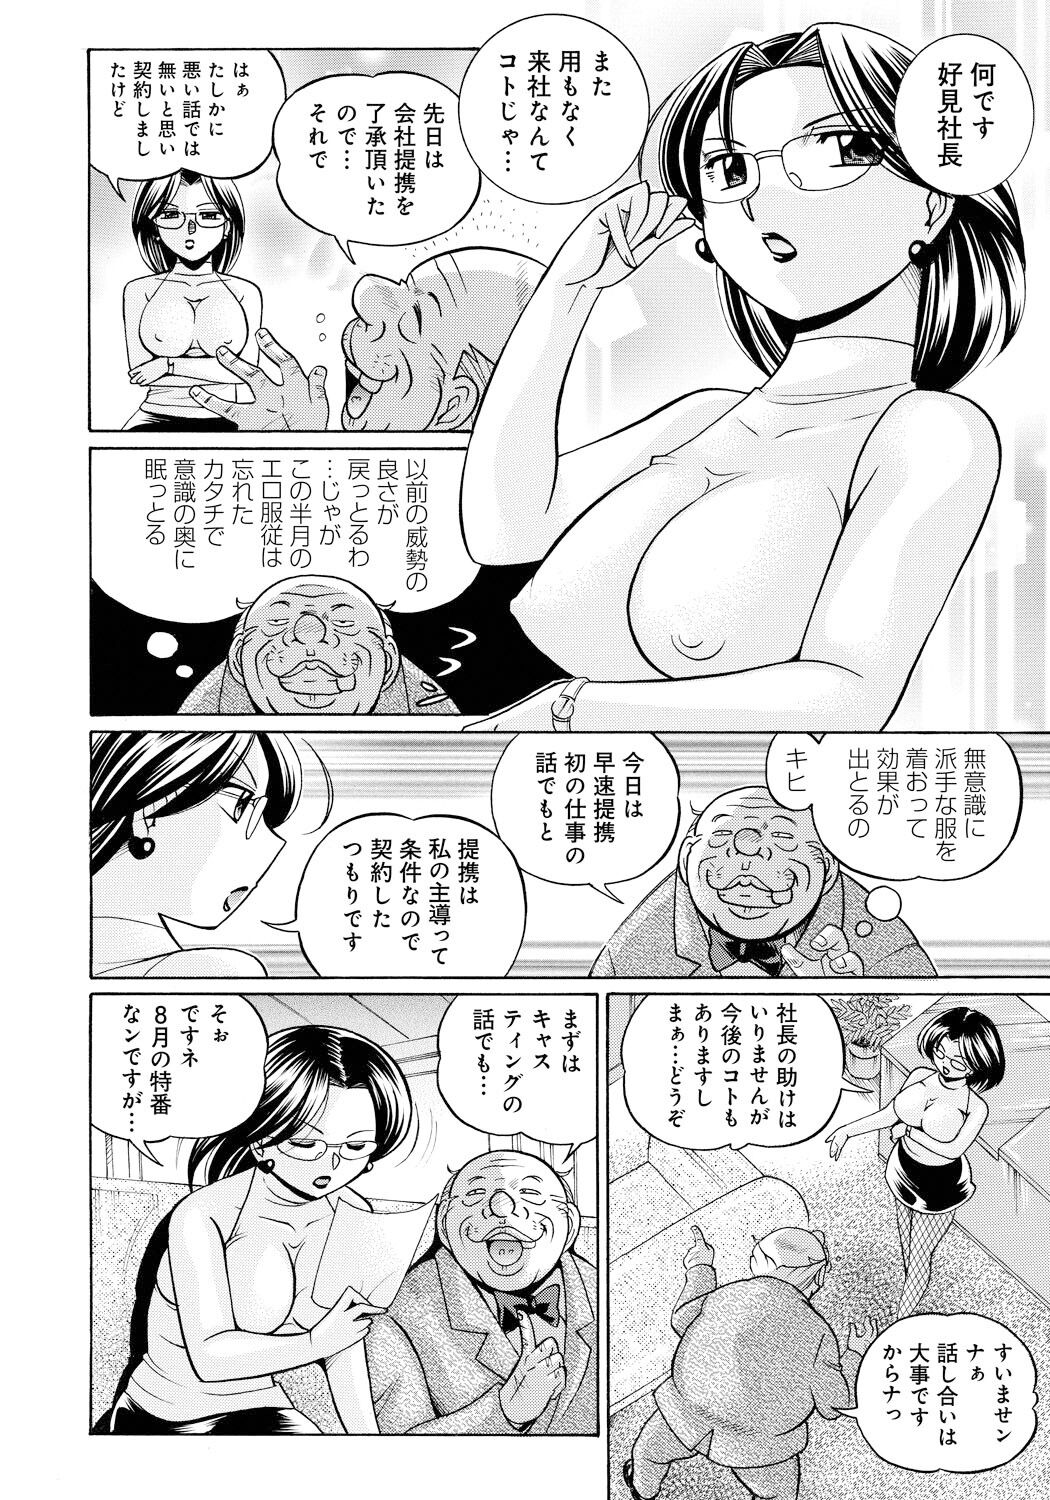 何です
好見社長
また
用もなく
来社なんて
コトじゃ…
先日は
会社提携を
了承頂いた
ので…
それで
はぁ
たしかに
悪い話では
無いと思い
契約しまし
たけど
以前の威勢の
良さが
戻っとるわ
…じゃが
この半月の
エロ服従は
忘れた
カタチで
意識の奥に
眠っとる
無意識に
派手な服を
着おって
効果が
出とるの
キヒ
今日は
早速提携
初の仕事の
話でもと
提携は
私の主導って
条件なので
契約した
つもりです
社長の助けは
いりませんが
今後のコトも
ありますし
まぁ…どうぞ
すいませン
ナぁ
話し合いは
大事です
からナっ
まずは
キャス
ティングの
話でも…
そぉ
ですネ
8月の特番
なンですが…